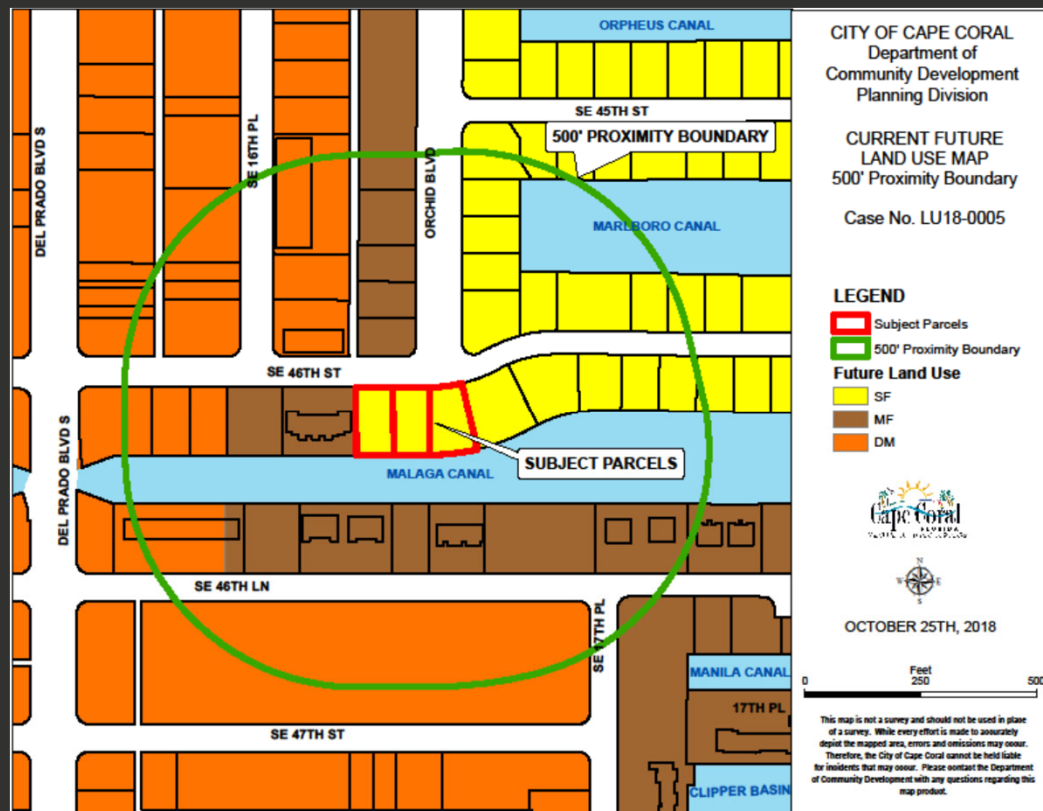 ORPHEUS CANAL
SE 45TH ST
500' PROXIMITY BOUNDARY
DEL PRADO BLVD S
SE 16TH PL
ORCHID BLVD
MARLBORO CANAL
SE 46TH ST
SUBJECT PARCELS
MALAGA CANAL
DEL PRADO BLVD S
SE 46TH LN
SE 17TH PL
MANILA CANAL
17TH PL
SE 47TH ST
CLIPPER BASIN
CITY OF CAPE CORAL
Department of
Community Development
Planning Division
CURRENT FUTURE
LAND USE MAP
500' Proximity Boundary
Case No. LU18-0005
LEGEND
Subject Parcels
500' Proximity Boundary
Future Land Use
SF
MF
DM
Cape Coral
FLORIDA
N
W E
S
OCTOBER 25TH, 2018
Feet
0 250 500
This map is not a survey and should not be used in place
of a survey. While every effort is made to accurately
depict the mapped area, errors and omissions may occur.
Therefore, the City of Cape Coral cannot be held liable
for incidents that may occur. Please contact the Department
of Community Development with any questions regarding this
map product.